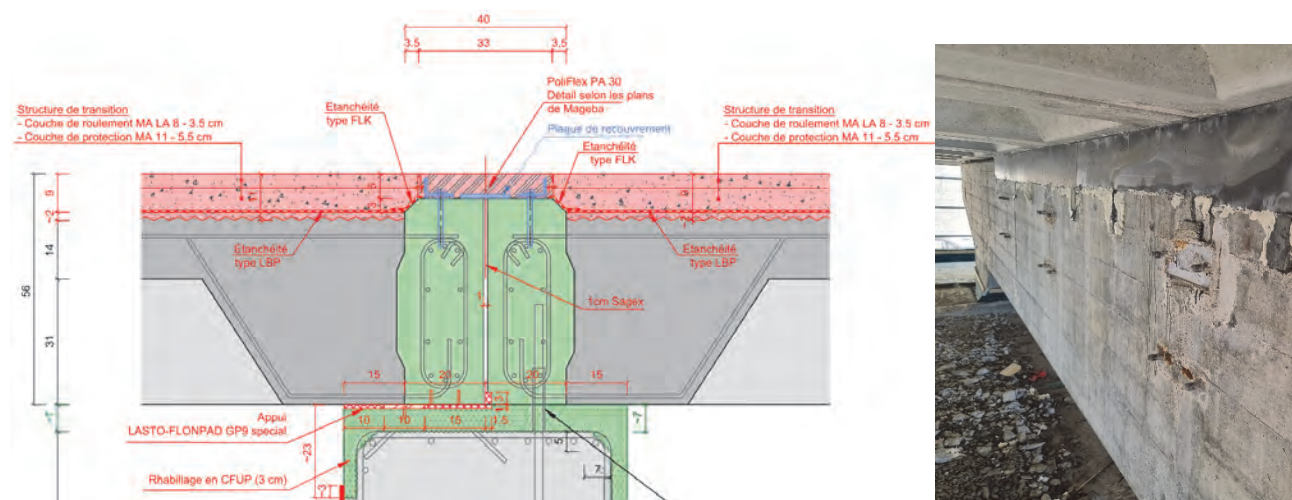 40
3.5 33 3.5
PoliFlex PA 30
Détail selon les plans
de Mageba
Plaque de recouvrement
Structure de transition
- Couche de roulement MA LA 8 - 3.5 cm
- Couche de protection MA 11 - 5.5 cm
Etanchéité
type FLK
Etanchéité
type FLK
Structure de transition
- Couche de roulement MA LA 8 - 3.5 cm
- Couche de protection MA 11 - 5.5 cm
9
~2
14
56
31
Etanchéité
type LBP
Etanchéité
type LBP
1cm Sagex
15 20 20 15
Appui
LASTO-FLONPAD GP9 special
10 10 15 1.5
~7
~23
5
7
Rhabillage en CFUP (3 cm)
3